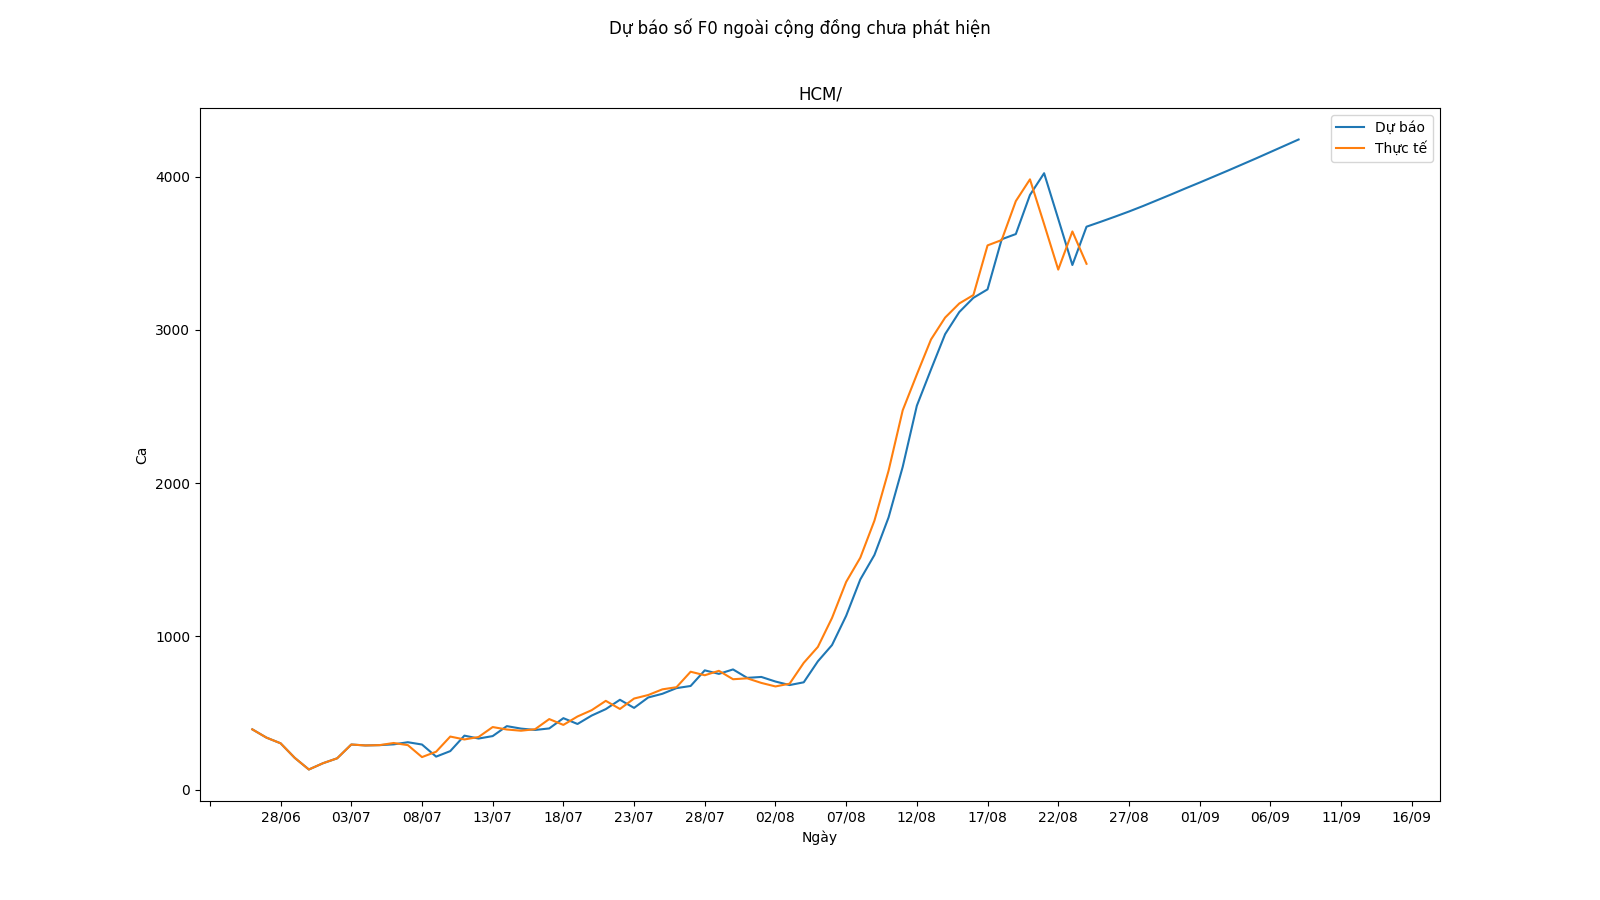 Dự báo số F0 ngoài cộng đồng chưa phát hiện
HCM/
Dự báo
Thực tế
4000
3000
2000
1000
0
Ca
28/06 03/07 08/07 13/07 18/07 23/07 28/07 02/08 07/08 12/08 17/08 22/08 27/08 01/09 06/09 11/09 16/09
Ngày